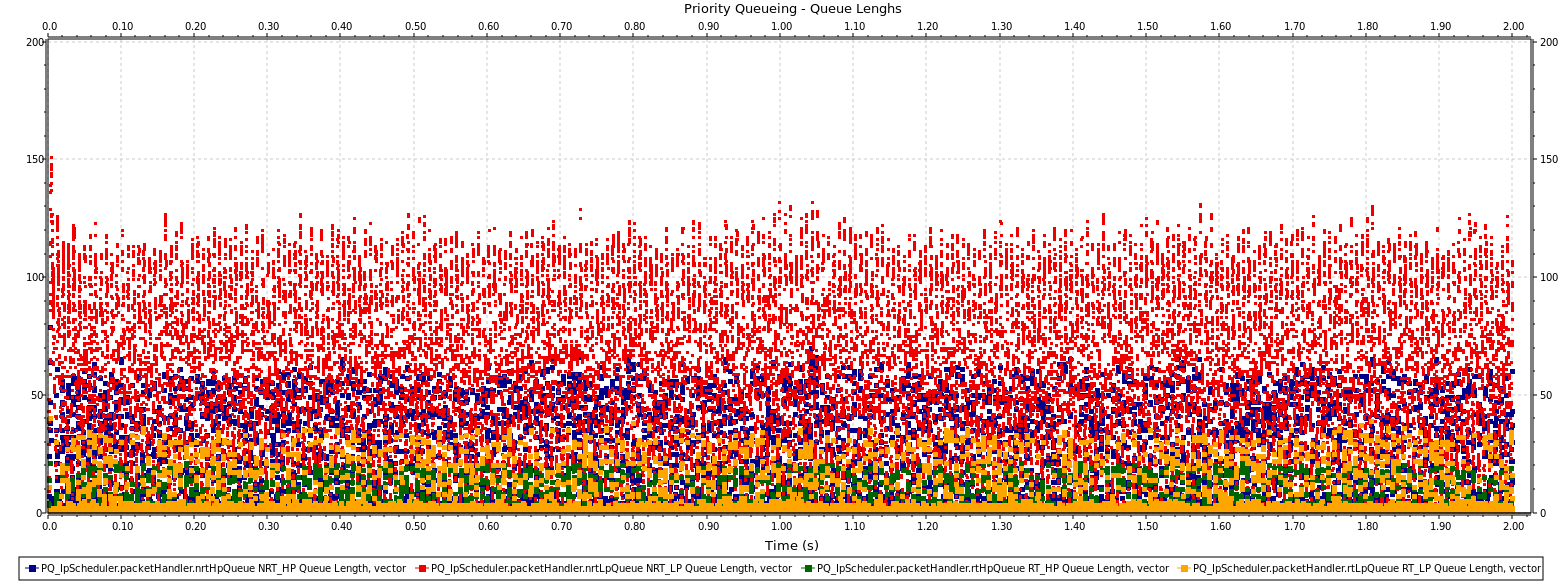 Priority Queueing - Queue Lenghs
0.0 0.10 0.20 0.30 0.40 0.50 0.60 0.70 0.80 0.90 1.00 1.10 1.20 1.30 1.40 1.50 1.60 1.70 1.80 1.90 2.00
200 200
150 150
100 100
50 50
0 0
0.0 0.10 0.20 0.30 0.40 0.50 0.60 0.70 0.80 0.90 1.00 1.10 1.20 1.30 1.40 1.50 1.60 1.70 1.80 1.90 2.00
Time (s)
PQ_IpScheduler.packetHandler.nrtHpQueue NRT_HP Queue Length, vector PQ_IpScheduler.packetHandler.nrtLpQueue NRT_LP Queue Length, vector PQ_IpScheduler.packetHandler.rtHpQueue RT_HP Queue Length, vector PQ_IpScheduler.packetHandler.rtLpQueue RT_LP Queue Length, vector